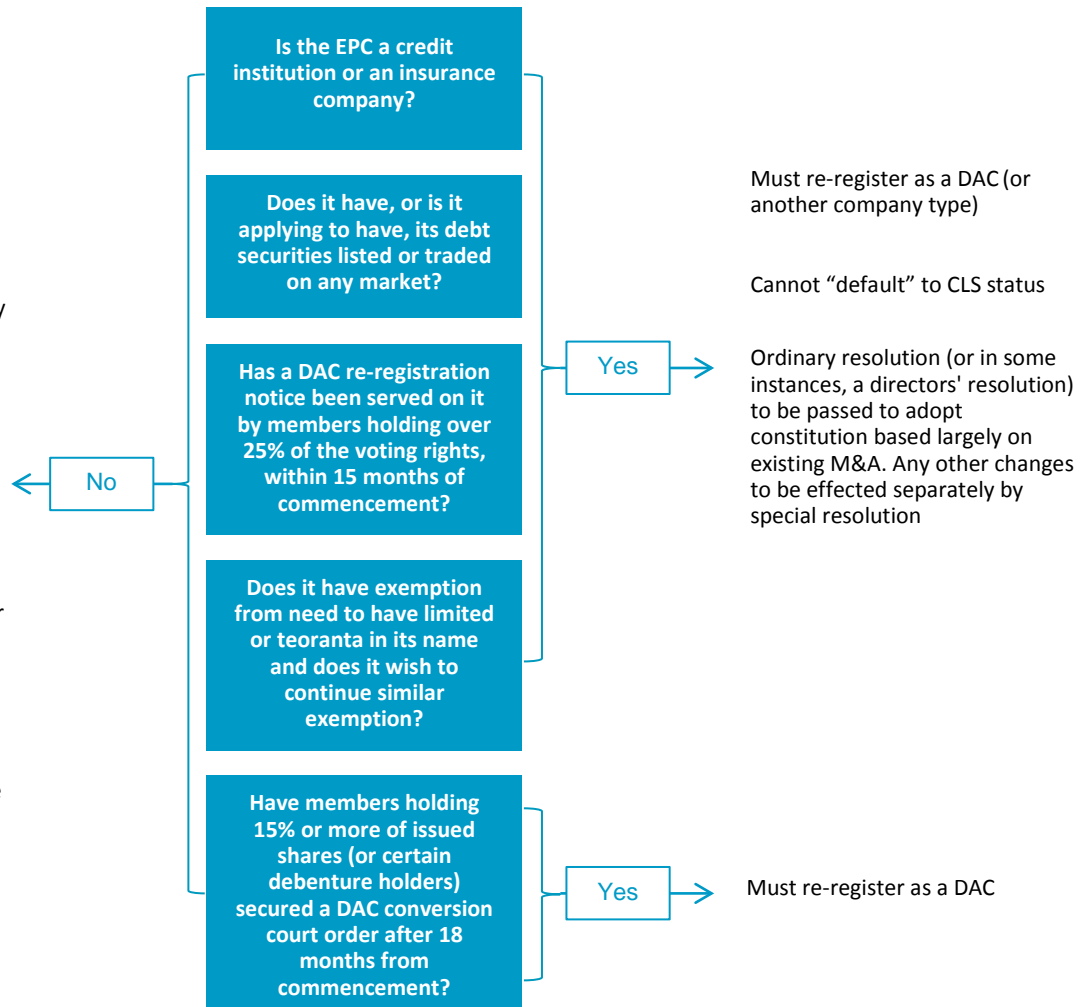 Is the EPC a credit
institution or an insurance
company?
Does it have, or is it
applying to have, its debt
securities listed or traded
on any market?
Has a DAC re-registration
notice been served on it
by members holding over
25% of the voting rights,
within 15 months of
commencement?
Does it have exemption
from need to have limited
or teoranta in its name
and does it wish to
continue similar
exemption?
Have members holding
15% or more of issued
shares (or certain
debenture holders)
secured a DAC conversion
court order after 18
months from
commencement?
No
Yes
Must re-register as a DAC (or
another company type)
Cannot “default” to CLS status
Ordinary resolution (or in some
instances, a directors' resolution)
to be passed to adopt
constitution based largely on
existing M&A. Any other changes
to be effected separately by
special resolution
Yes
Must re-register as a DAC